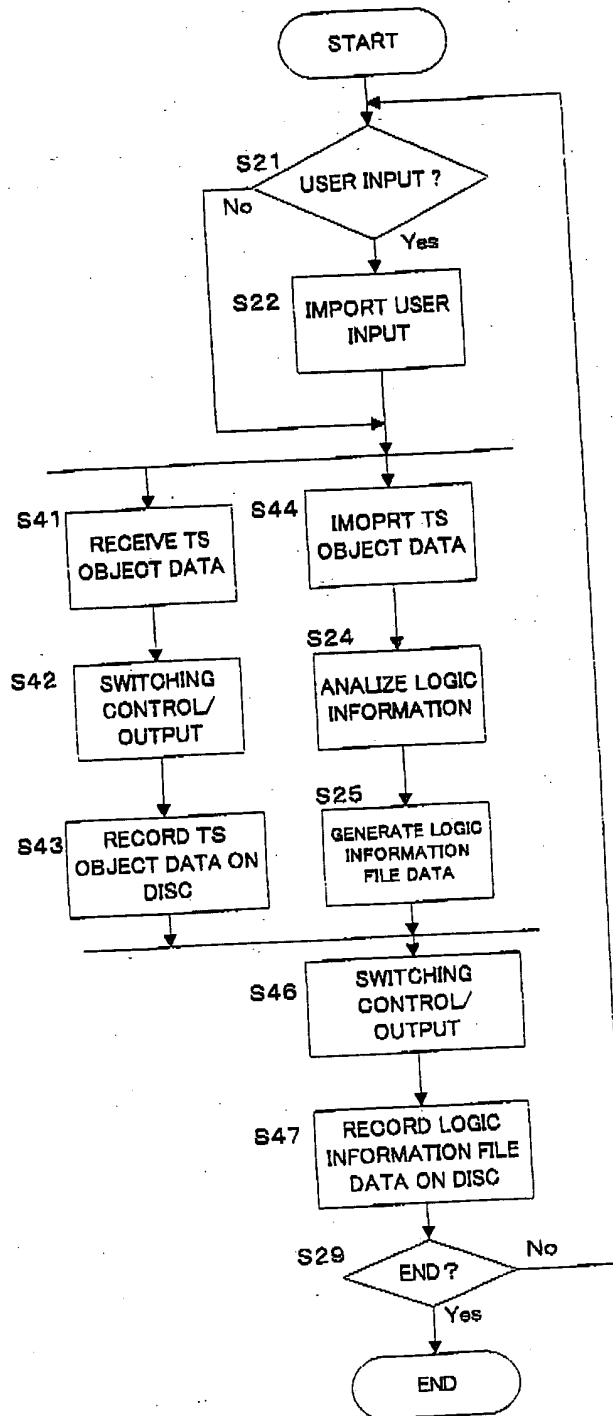 START
S21
USER INPUT ?
No
Yes
S22
IMPORT USER
INPUT
S41
RECEIVE TS
OBJECT DATA
S44
IMOPRT TS
OBJECT DATA
S42
SWITCHING
CONTROL/
OUTPUT
S24
ANALIZE LOGIC
INFORMATION
S43
RECORD TS
OBJECT DATA ON
DISC
S25
GENERATE LOGIC
INFORMATION
FILE DATA
S46
SWITCHING
CONTROL/
OUTPUT
S47
RECORD LOGIC
INFORMATION FILE
DATA ON DISC
S29
END ?
No
Yes
END